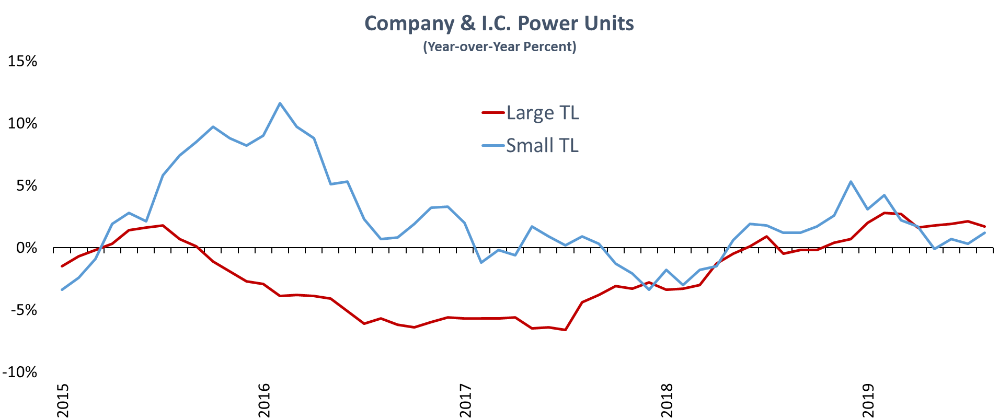 Company & I.C. Power Units
(Year-over-Year Percent)
15%
10%
5%
0%
-5%
-10%
Large TL
Small TL
2015
2016
2017
2018
2019